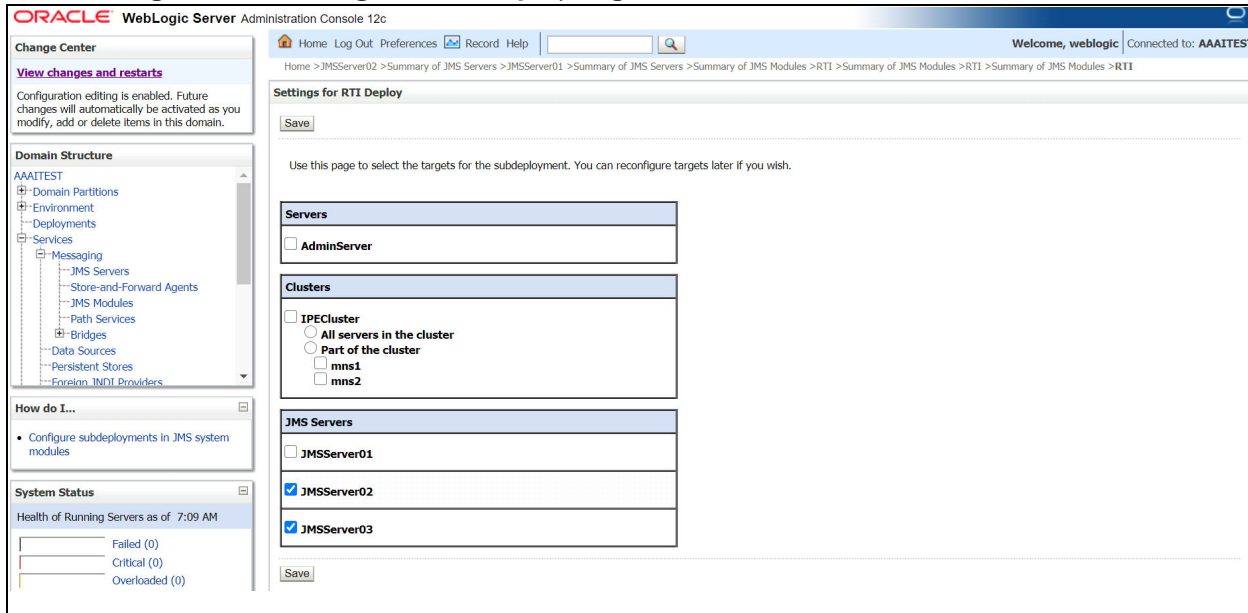 ORACLE WebLogic Server Administration Console 12c
Change Center
View changes and restarts
Configuration editing is enabled. Future
changes will automatically be activated as you
modify, add or delete items in this domain.
Domain Structure
AAAITEST
Domain Partitions
Environment
Deployments
Services
Messaging
JMS Servers
Store-and-Forward Agents
JMS Modules
Path Services
Bridges
Data Sources
Persistent Stores
Foreign JNDI Providers
How do I...
Configure subdeployments in JMS system
modules
System Status
Health of Running Servers as of 7:09 AM
Failed (0)
Critical (0)
Overloaded (0)
Home Log Out Preferences Record Help
Welcome, weblogic Connected to: AAAITEST
Home >JMSServer02 >Summary of JMS Servers >JMSServer01 >Summary of JMS Servers >Summary of JMS Modules >RTI >Summary of JMS Modules >RTI >Summary of JMS Modules >RTI
Settings for RTI Deploy
Save
Use this page to select the targets for the subdeployment. You can reconfigure targets later if you wish.
Servers
AdminServer
Clusters
IPECluster
All servers in the cluster
Part of the cluster
mns1
mns2
JMS Servers
JMSServer01
JMSServer02
JMSServer03
Save